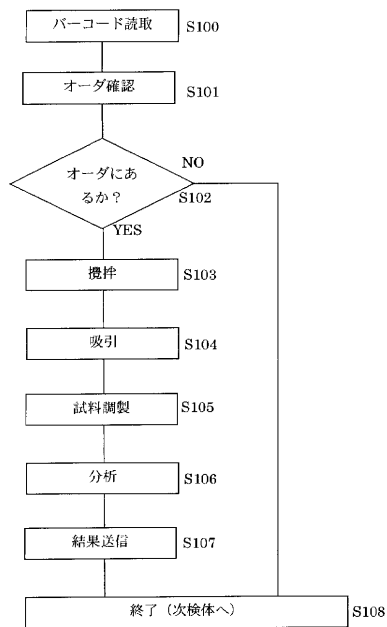 バーコード読取 S100
オーダ確認 S101
オーダにあ
るか？
NO
S102
YES
攪拌 S103
吸引 S104
試料調製 S105
分析 S106
結果送信 S107
終了（次検体へ） S108